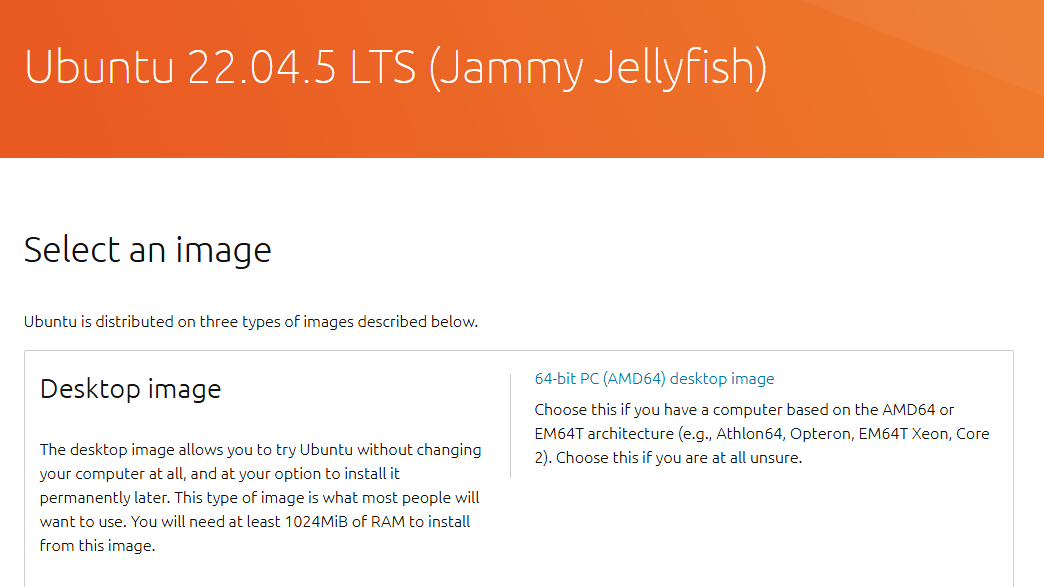 Ubuntu 22.04.5 LTS (Jammy Jellyfish)
Select an image
Ubuntu is distributed on three types of images described below.
Desktop image
The desktop image allows you to try Ubuntu without changing
your computer at all, and at your option to install it
permanently later. This type of image is what most people will
want to use. You will need at least 1024MiB of RAM to install
from this image.
64-bit PC (AMD64) desktop image
Choose this if you have a computer based on the AMD64 or
EM64T architecture (e.g., Athlon64, Opteron, EM64T Xeon, Core
2). Choose this if you are at all unsure.